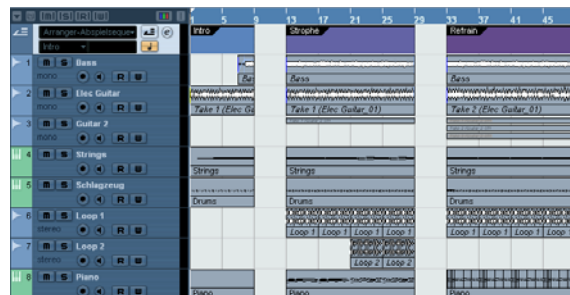 M S R W
5 9 13 17 21 25 29 33 37 41 45
Arranger-Abspielseque
e
Intro Strophe Refrain
Intro
1 M S Bass
mono R W
Bas Bass Bass
2 M S Elec Guitar
mono R W
Take 1 (Elec Gu Take 1 (Elec Guitar_01) Take 2 (Elec Guitar_01)
3 M S Guitar 2
mono R W
4 M S Strings
R W
Strings Strings Strings
5 M S Schlagzeug
R W
Drums Drums Drums
6 M S Loop 1
stereo R W
Loop 1 Loop 1 Loop 1 Loop 1 Loop 1 Loop 1 Loop 1
7 M S Loop 2
stereo R W
Loop 2 Loop 2
8 M S Piano
R W
Piano Piano